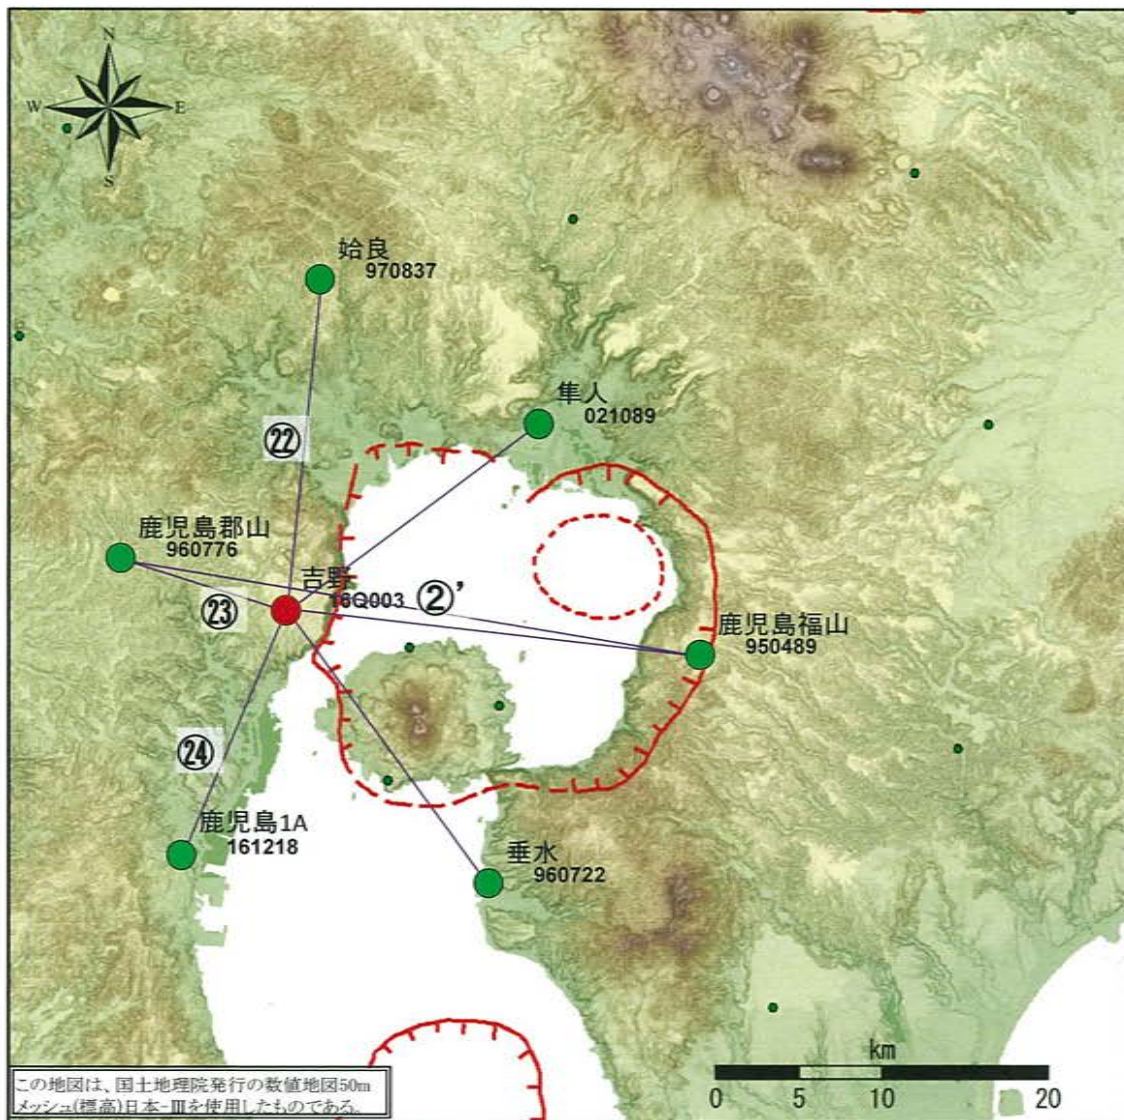 N
W
E
S
姶良
970837
隼人
021089
㉒
鹿児島郡山
960776
吉野
16Q003
②'
㉓
鹿児島福山
950489
㉔
鹿児島1A
161218
垂水
960722
km
0
5
10
20
この地図は、国土地理院発行の数値地図50m
メッシュ(標高)日本-Ⅲを使用したものである。